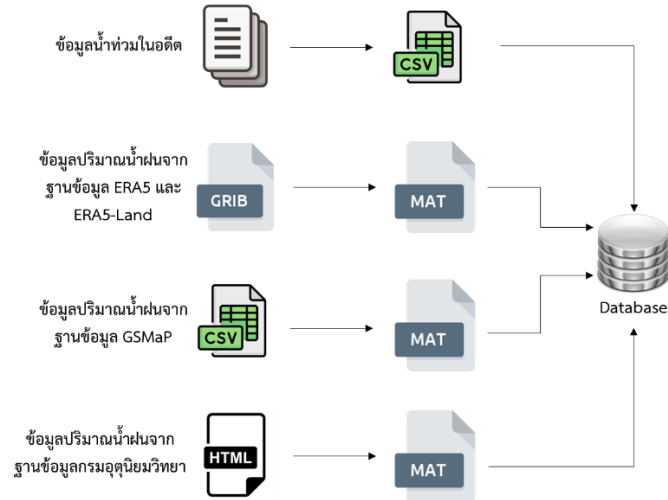 ข้อมูลน้ำท่วมในอดีต
CSV
ข้อมูลปริมาณน้ำฝนจาก
ฐานข้อมูล ERA5 และ
ERA5-Land
GRIB
MAT
Database
ข้อมูลปริมาณน้ำฝนจาก
ฐานข้อมูล GSMaP
CSV
MAT
ข้อมูลปริมาณน้ำฝนจาก
ฐานข้อมูลกรมอุตุนิยมวิทยา
HTML
MAT